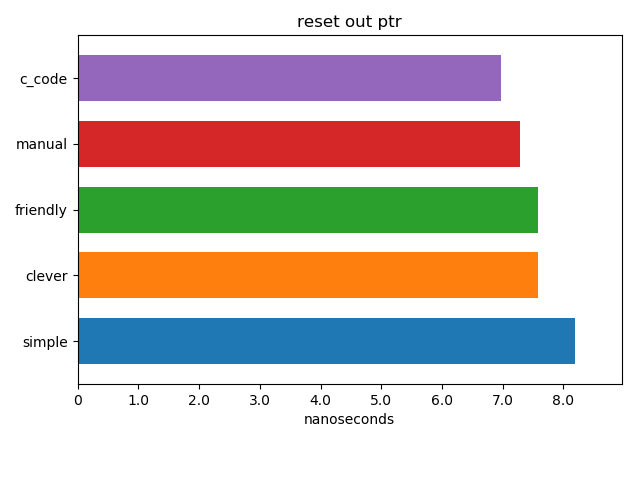 reset out ptr
c_code
manual
friendly
clever
simple
0 1.0 2.0 3.0 4.0 5.0 6.0 7.0 8.0
nanoseconds